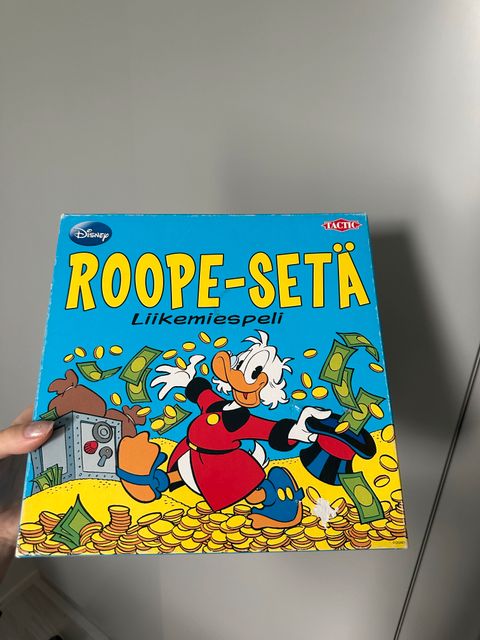 Disney
TACTIC
ROOPE-SETÄ
Liikemiespeli